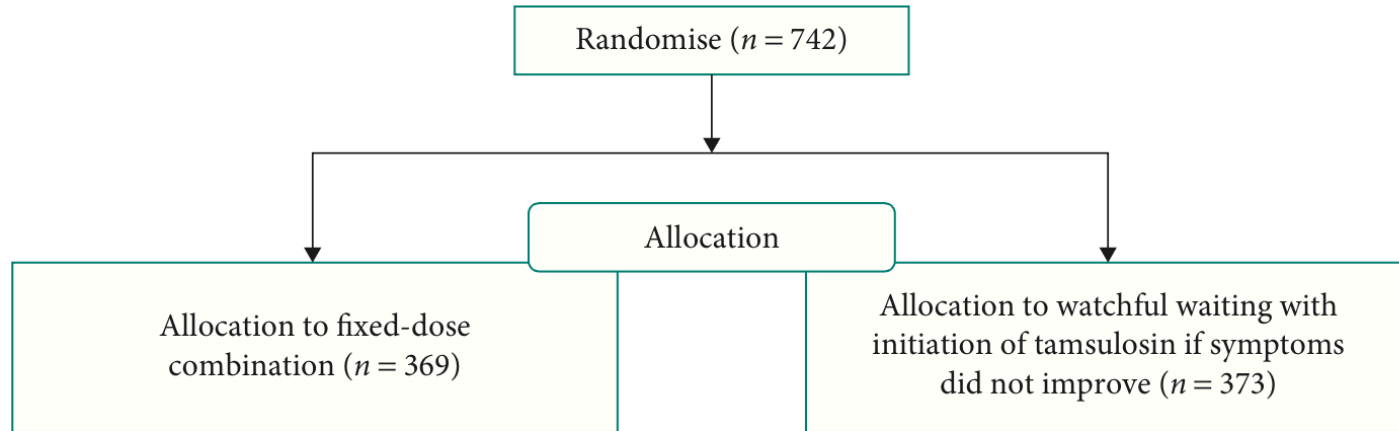 Randomise (n = 742)
Allocation
Allocation to fixed-dose
combination (n = 369)
Allocation to watchful waiting with
initiation of tamsulosin if symptoms
did not improve (n = 373)